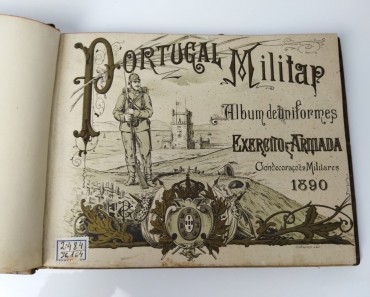 Portugal Militar
Album de Uniformes
Exercito e Armada
Condecorações Militares
1890